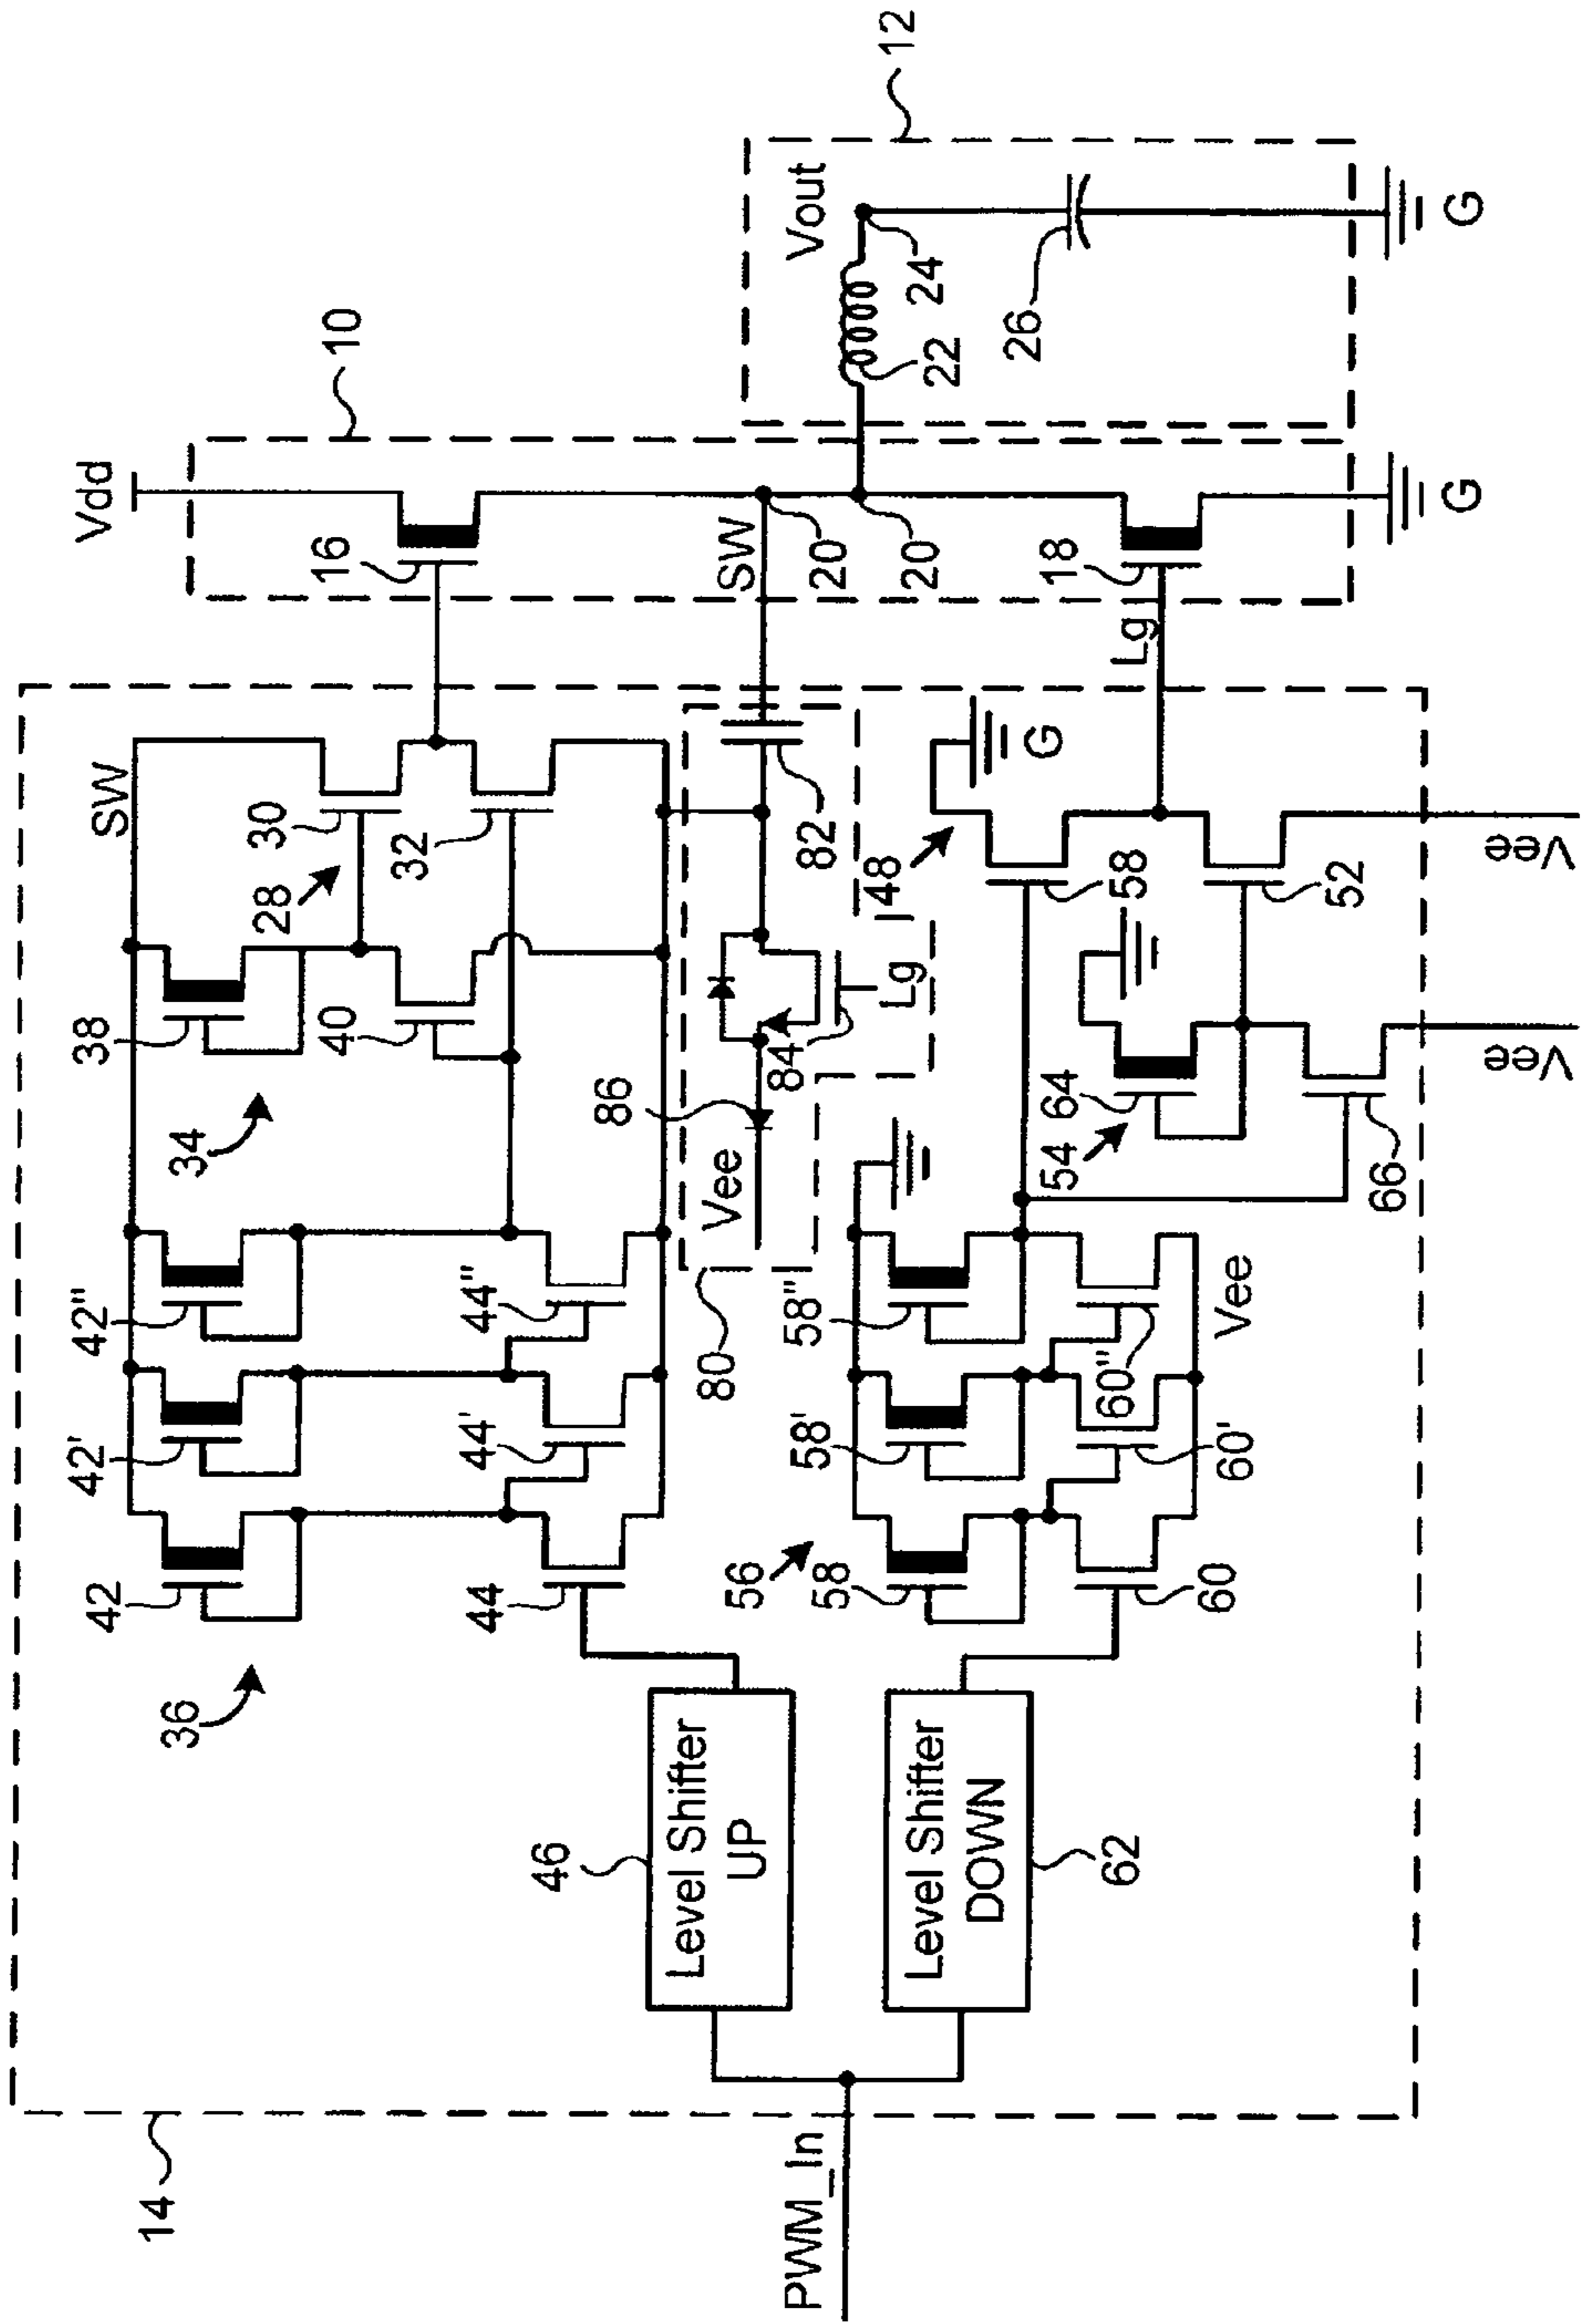 14
PWM_In
36
46
Level Shifter
UP
Level Shifter
DOWN
62
42
42'
42"
44
44'
44"
34
38
40
28
30
32
SW
80
Vee
86
84
Lg
82
56
58
58'
58"
60
60'
60"
Vee
54
64
66
48
58
52
G
Vee
Vee
Lg
10
Vdd
16
SW
20
20
18
G
12
22
24
Vout
26
G